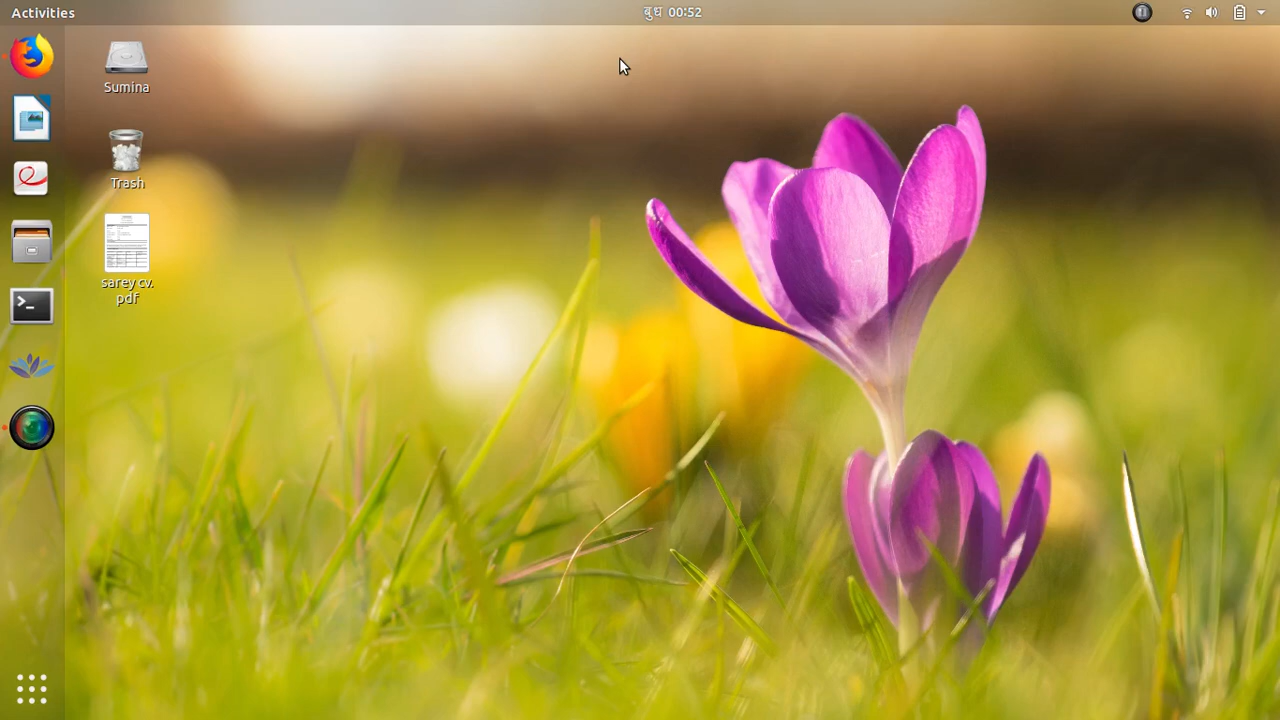 Activities
बुध 00:52
Sumina
Trash
sarey cv.
pdf